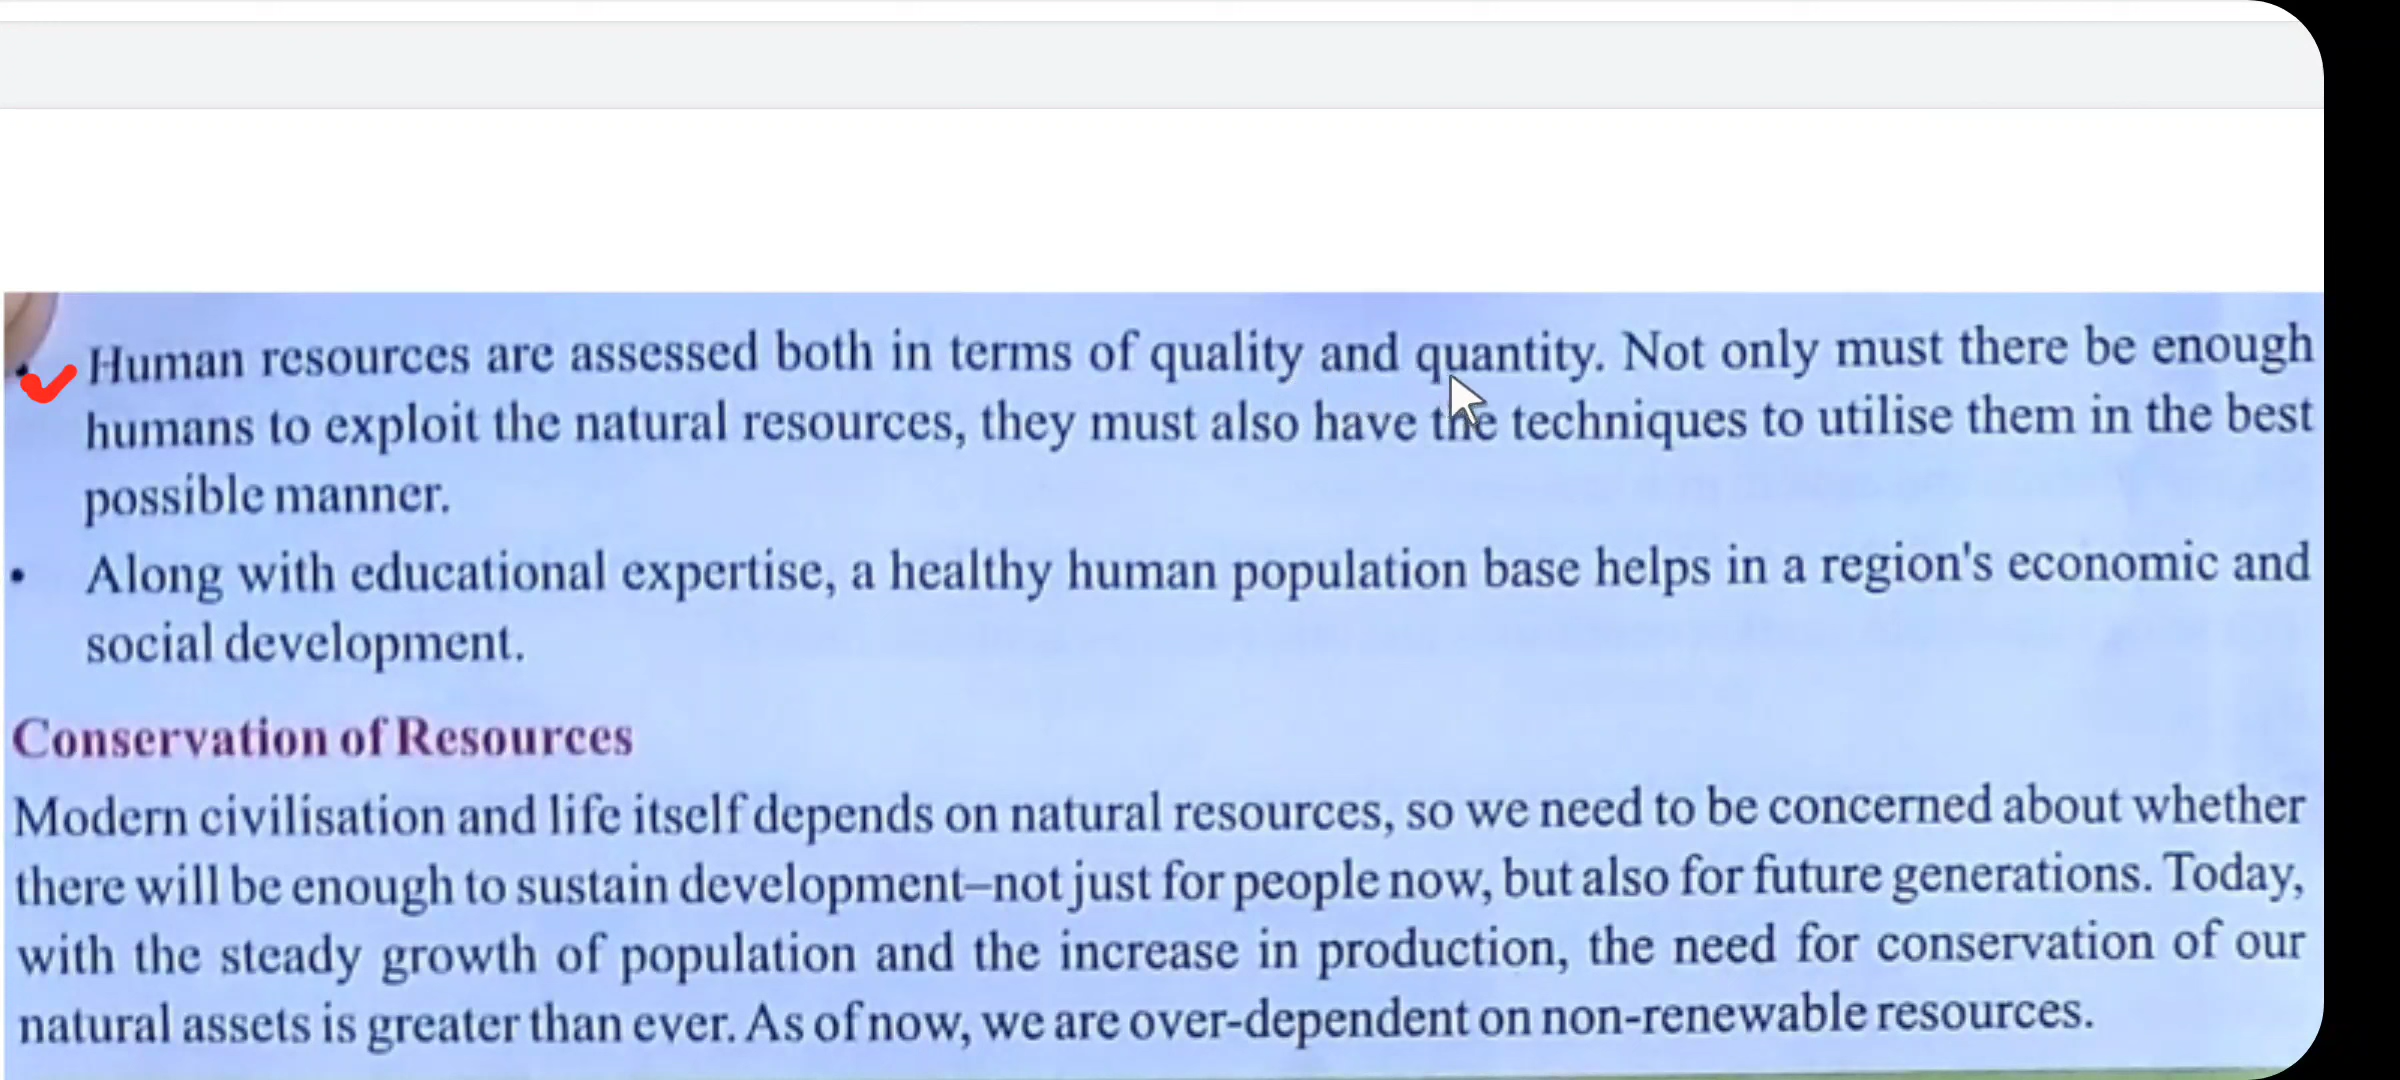 • Human resources are assessed both in terms of quality and quantity. Not only must there be enough
humans to exploit the natural resources, they must also have the techniques to utilise them in the best
possible manner.
• Along with educational expertise, a healthy human population base helps in a region's economic and
social development.
Conservation of Resources
Modern civilisation and life itself depends on natural resources, so we need to be concerned about whether
there will be enough to sustain development–not just for people now, but also for future generations. Today,
with the steady growth of population and the increase in production, the need for conservation of our
natural assets is greater than ever. As of now, we are over-dependent on non-renewable resources.